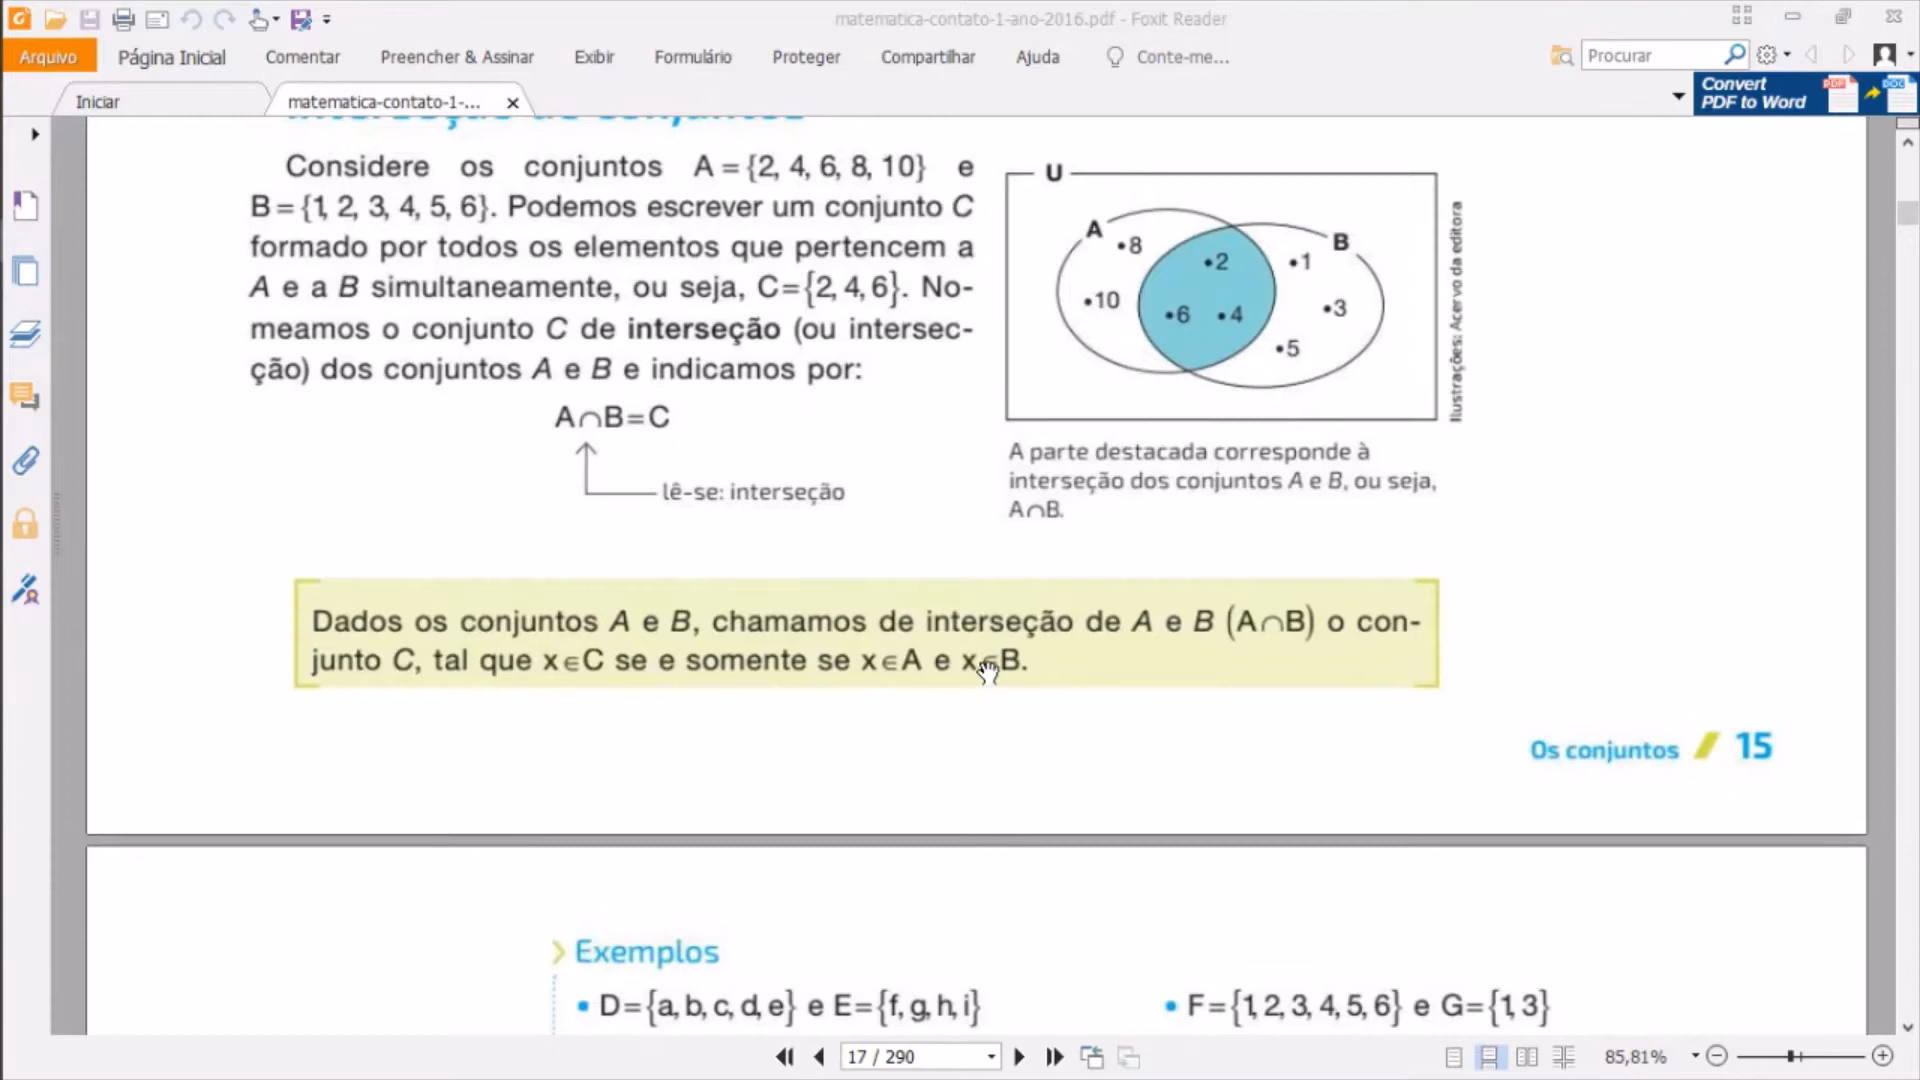 matematica-contato-1-ano-2016.pdf - Foxit Reader
Arquivo Página Inicial Comentar Preencher & Assinar Exibir Formulário Proteger Compartilhar Ajuda Conte-me... Procurar
Iniciar matematica-contato-1-... Convert
PDF to Word
PDF DOC
Interseção de conjuntos
Considere os conjuntos A={2, 4, 6, 8, 10} e
B={1, 2, 3, 4, 5, 6}. Podemos escrever um conjunto C
formado por todos os elementos que pertencem a
A e a B simultaneamente, ou seja, C={2, 4, 6}. No-
meamos o conjunto C de interseção (ou intersec-
ção) dos conjuntos A e B e indicamos por:
A∩B=C
lê-se: interseção
U
A
B
•8
•2
•1
•10
•6
•4
•3
•5
Ilustrações: Acervo da editora
A parte destacada corresponde à
interseção dos conjuntos A e B, ou seja,
A∩B.
Dados os conjuntos A e B, chamamos de interseção de A e B (A∩B) o con-
junto C, tal que x∈C se e somente se x∈A e x∈B.
Os conjuntos 15
Exemplos
• D={a, b, c, d, e} e E={f, g, h, i}
• F={1, 2, 3, 4, 5, 6} e G={1, 3}
17 / 290
85,81%